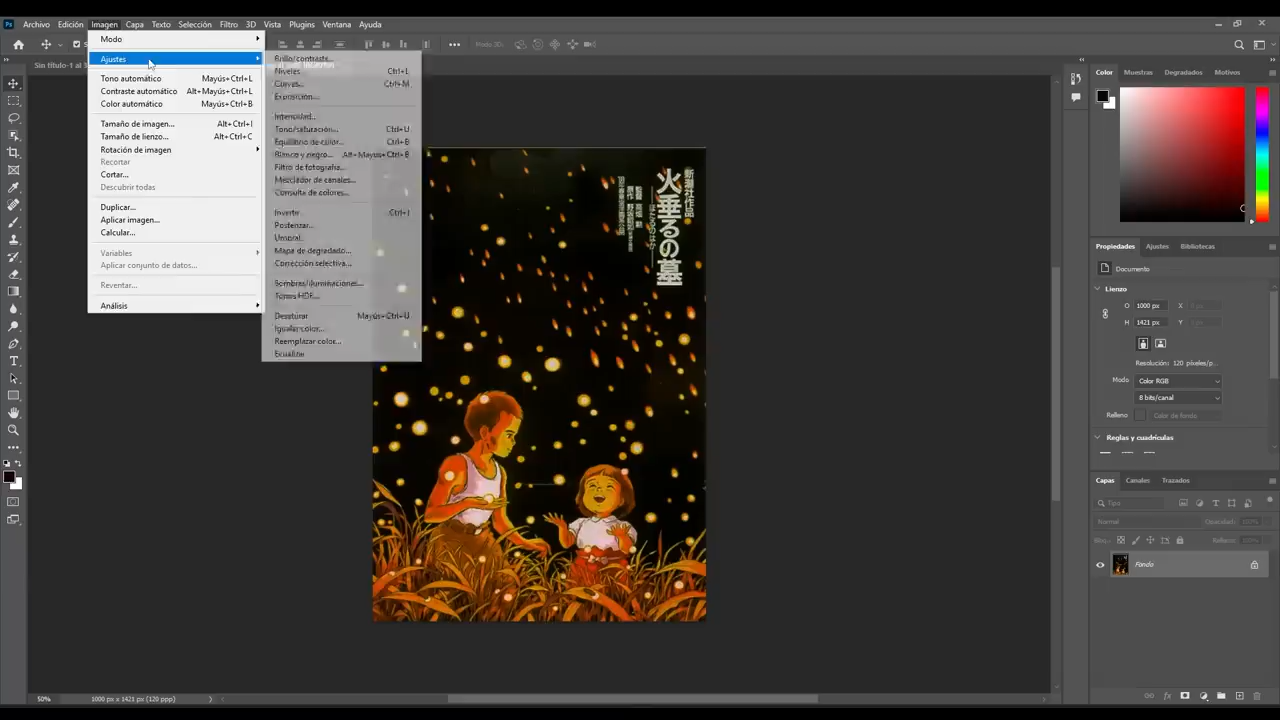 Ps Archivo Edición Imagen Capa Texto Selección Filtro 3D Vista Plugins Ventana Ayuda
Modo
Ajustes
Tono automático Mayús+Ctrl+L
Contraste automático Alt+Mayús+Ctrl+L
Color automático Mayús+Ctrl+B
Tamaño de imagen... Alt+Ctrl+I
Tamaño de lienzo... Alt+Ctrl+C
Rotación de imagen
Recortar
Cortar...
Descubrir todas
Duplicar...
Aplicar imagen...
Calcular...
Variables
Aplicar conjunto de datos...
Reventar...
Análisis
Brillo/contraste...
Niveles... Ctrl+L
Curvas... Ctrl+M
Exposición...
Intensidad...
Tono/saturación... Ctrl+U
Equilibrio de color... Ctrl+B
Blanco y negro... Alt+Mayús+Ctrl+B
Filtro de fotografía...
Mezclador de canales...
Consulta de colores...
Invertir Ctrl+I
Posterizar...
Umbral...
Mapa de degradado...
Corrección selectiva...
Sombras/iluminaciones...
Tonos HDR...
Desaturar Mayús+Ctrl+U
Igualar color...
Reemplazar color...
Ecualizar
Modo 3D:
Sin título-1 al
新潮社作品
火垂るの墓
Color Muestras Degradados Motivos
Propiedades Ajustes Bibliotecas
Documento
Lienzo
O 1000 px X
H 1421 px Y
Resolución: 120 píxeles/p...
Modo Color RGB
8 bits/canal
Relleno Color de fondo
Reglas y cuadrículas
Capas Canales Trazados
Tipo
Normal Opacidad: 100%
Bloq.: Relleno: 100%
Fondo
50% 1000 px x 1421 px (120 ppp)